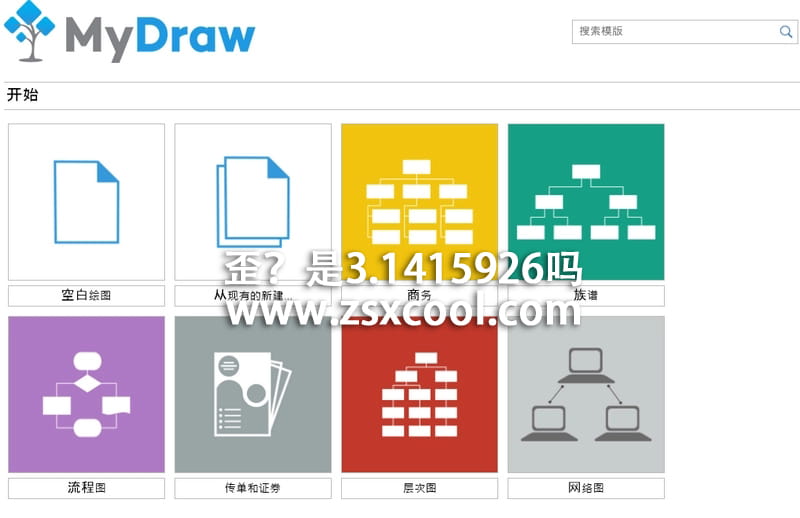 MyDraw
搜索模版
开始
空白绘图
从现有的新建...
商务
族谱
歪？是3.1415926吗
www.zsxcool.com
流程图
传单和证券
层次图
网络图